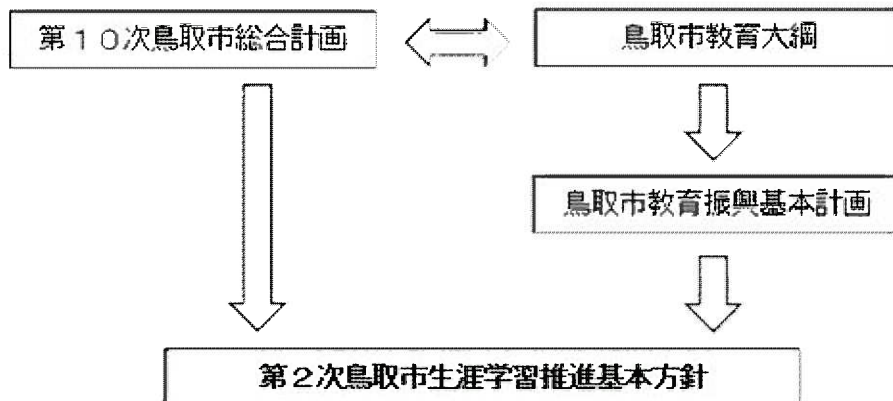 第１０次鳥取市総合計画
鳥取市教育大綱
鳥取市教育振興基本計画
第２次鳥取市生涯学習推進基本方針